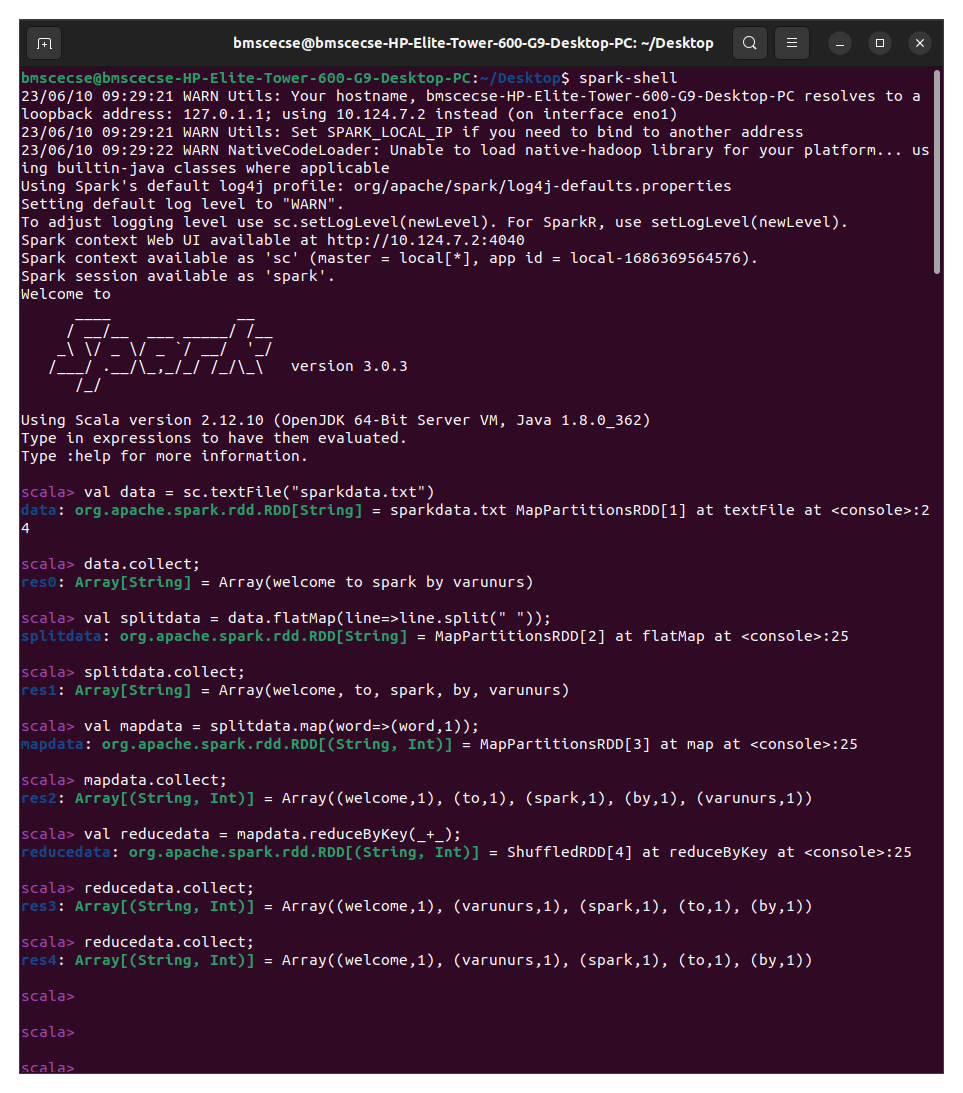 bmscecse@bmscecse-HP-Elite-Tower-600-G9-Desktop-PC: ~/Desktop
bmscecse@bmscecse-HP-Elite-Tower-600-G9-Desktop-PC:~/Desktop$ spark-shell
23/06/10 09:29:21 WARN Utils: Your hostname, bmscecse-HP-Elite-Tower-600-G9-Desktop-PC resolves to a
loopback address: 127.0.1.1; using 10.124.7.2 instead (on interface eno1)
23/06/10 09:29:21 WARN Utils: Set SPARK_LOCAL_IP if you need to bind to another address
23/06/10 09:29:22 WARN NativeCodeLoader: Unable to load native-hadoop library for your platform... us
ing builtin-java classes where applicable
Using Spark's default log4j profile: org/apache/spark/log4j-defaults.properties
Setting default log level to "WARN".
To adjust logging level use sc.setLogLevel(newLevel). For SparkR, use setLogLevel(newLevel).
Spark context Web UI available at http://10.124.7.2:4040
Spark context available as 'sc' (master = local[*], app id = local-1686369564576).
Spark session available as 'spark'.
Welcome to
      ____              __
     / __/__  ___ _____/ /__
    _\ \/ _ \/ _ `/ __/  '_/
   /___/ .__/\_,_/_/ /_/\_\   version 3.0.3
      /_/
Using Scala version 2.12.10 (OpenJDK 64-Bit Server VM, Java 1.8.0_362)
Type in expressions to have them evaluated.
Type :help for more information.
scala> val data = sc.textFile("sparkdata.txt")
data: org.apache.spark.rdd.RDD[String] = sparkdata.txt MapPartitionsRDD[1] at textFile at <console>:2
4
scala> data.collect;
res0: Array[String] = Array(welcome to spark by varunurs)
scala> val splitdata = data.flatMap(line=>line.split(" "));
splitdata: org.apache.spark.rdd.RDD[String] = MapPartitionsRDD[2] at flatMap at <console>:25
scala> splitdata.collect;
res1: Array[String] = Array(welcome, to, spark, by, varunurs)
scala> val mapdata = splitdata.map(word=>(word,1));
mapdata: org.apache.spark.rdd.RDD[(String, Int)] = MapPartitionsRDD[3] at map at <console>:25
scala> mapdata.collect;
res2: Array[(String, Int)] = Array((welcome,1), (to,1), (spark,1), (by,1), (varunurs,1))
scala> val reducedata = mapdata.reduceByKey(_+_);
reducedata: org.apache.spark.rdd.RDD[(String, Int)] = ShuffledRDD[4] at reduceByKey at <console>:25
scala> reducedata.collect;
res3: Array[(String, Int)] = Array((welcome,1), (varunurs,1), (spark,1), (to,1), (by,1))
scala> reducedata.collect;
res4: Array[(String, Int)] = Array((welcome,1), (varunurs,1), (spark,1), (to,1), (by,1))
scala>
scala>
scala>